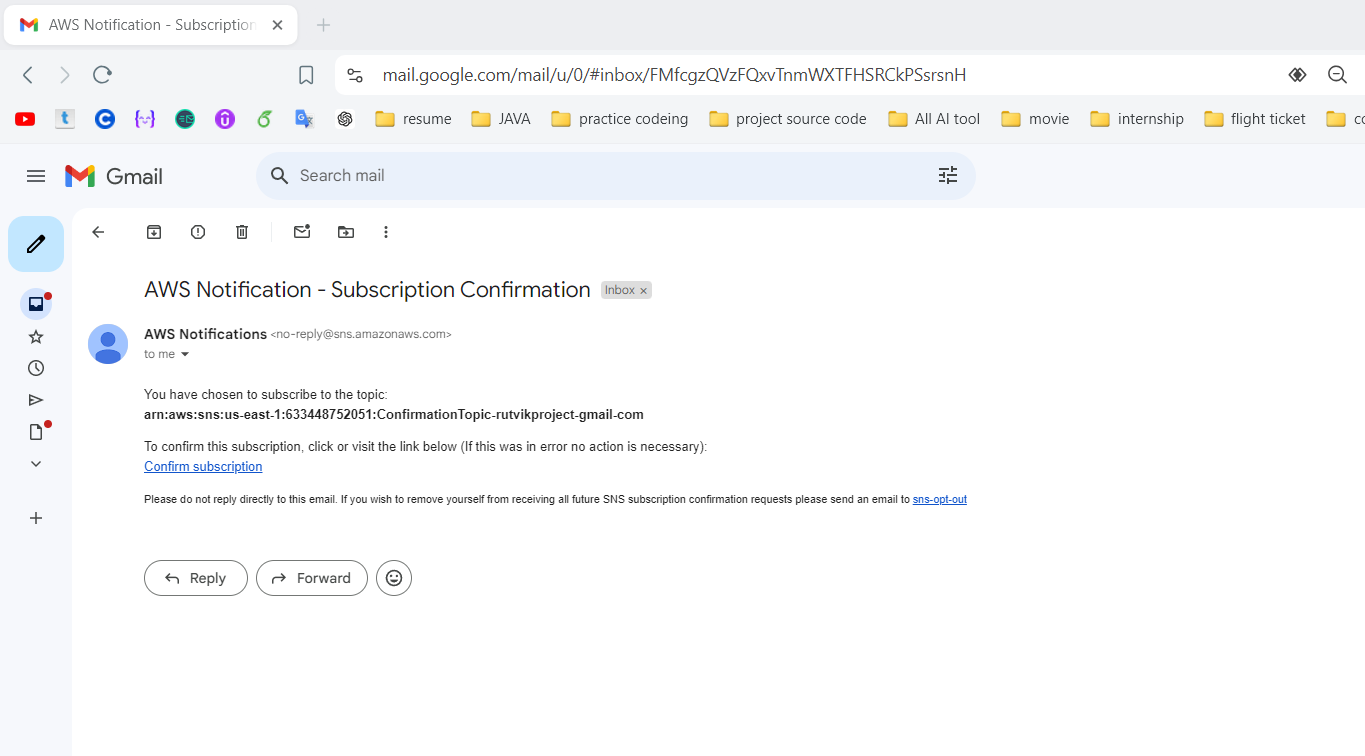 AWS Notification - Subscription
mail.google.com/mail/u/0/#inbox/FMfcgzQVzFQxvTnmWXTFHSRCkPSsrsnH
resume JAVA practice codeing project source code All AI tool movie internship flight ticket co
Gmail
Search mail
AWS Notification - Subscription Confirmation Inbox ×
AWS Notifications <no-reply@sns.amazonaws.com>
to me
You have chosen to subscribe to the topic:
arn:aws:sns:us-east-1:633448752051:ConfirmationTopic-rutvikproject-gmail-com
To confirm this subscription, click or visit the link below (If this was in error no action is necessary):
Confirm subscription
Please do not reply directly to this email. If you wish to remove yourself from receiving all future SNS subscription confirmation requests please send an email to sns-opt-out
Reply Forward